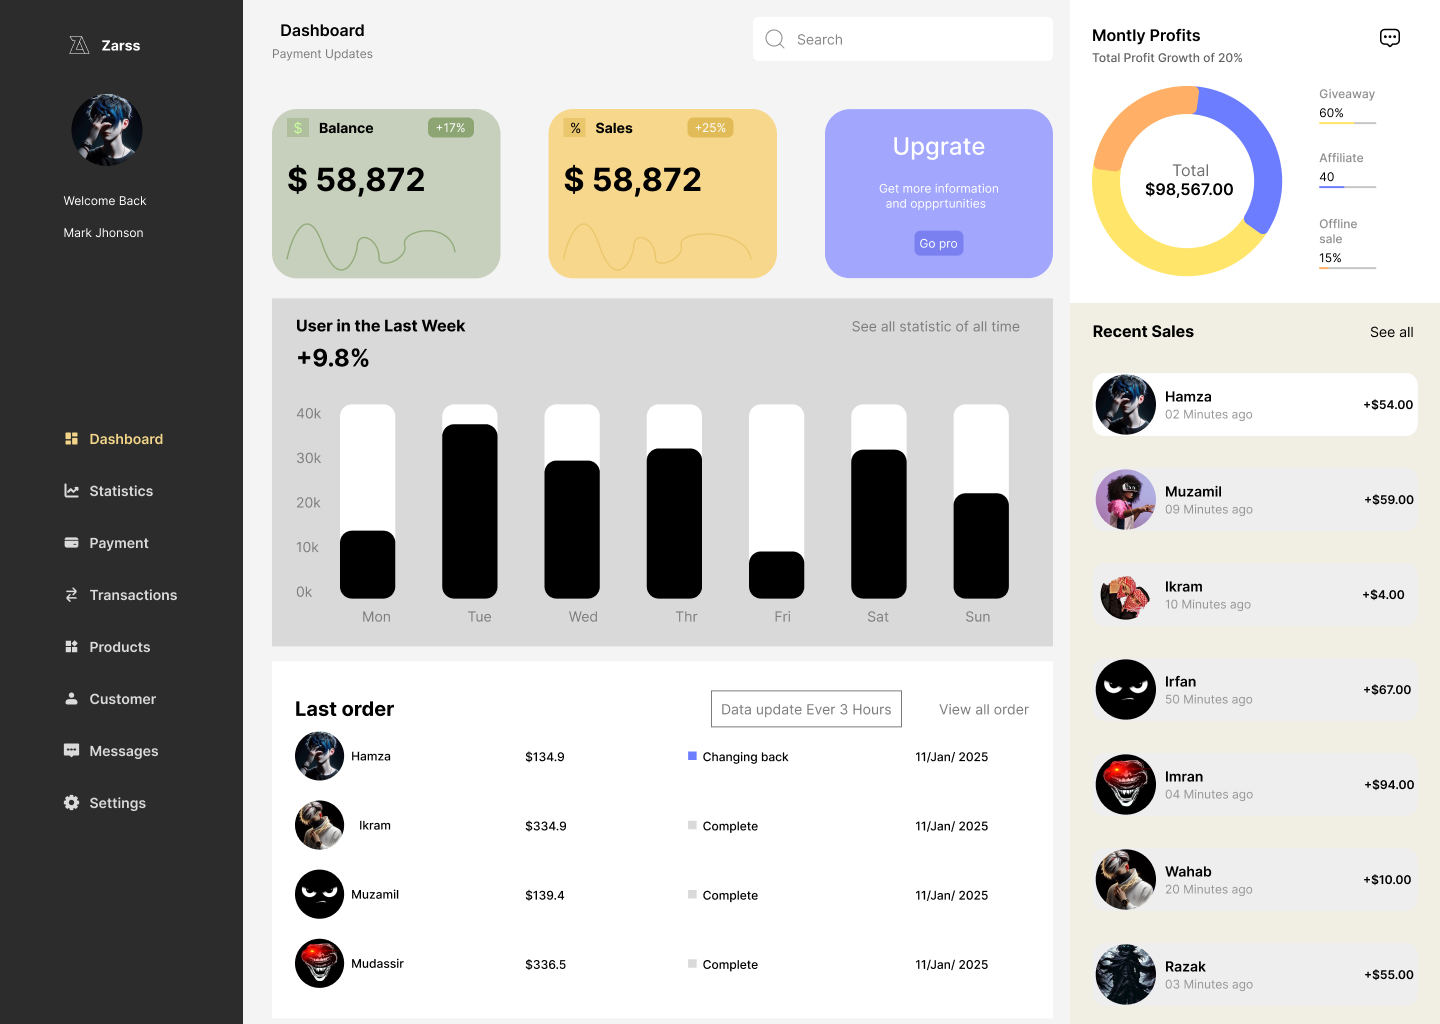 Zarss
Welcome Back
Mark Jhonson
Dashboard
Statistics
Payment
Transactions
Products
Customer
Messages
Settings
Dashboard
Payment Updates
Search
$ Balance +17%
$ 58,872
% Sales +25%
$ 58,872
Upgrate
Get more information
and oppprtunities
Go pro
User in the Last Week
See all statistic of all time
+9.8%
40k
30k
20k
10k
0k
Mon Tue Wed Thr Fri Sat Sun
Last order
Data update Ever 3 Hours
View all order
Hamza $134.9 Changing back 11/Jan/ 2025
Ikram $334.9 Complete 11/Jan/ 2025
Muzamil $139.4 Complete 11/Jan/ 2025
Mudassir $336.5 Complete 11/Jan/ 2025
Montly Profits
Total Profit Growth of 20%
Total
$98,567.00
Giveaway
60%
Affiliate
40
Offline
sale
15%
Recent Sales
See all
Hamza
02 Minutes ago
+$54.00
Muzamil
09 Minutes ago
+$59.00
Ikram
10 Minutes ago
+$4.00
Irfan
50 Minutes ago
+$67.00
Imran
04 Minutes ago
+$94.00
Wahab
20 Minutes ago
+$10.00
Razak
03 Minutes ago
+$55.00